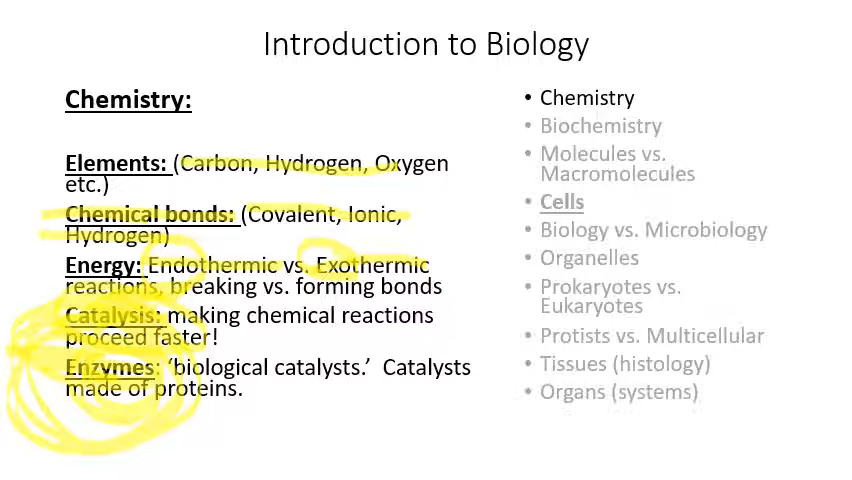 Introduction to Biology
Chemistry:
Elements: (Carbon, Hydrogen, Oxygen
etc.)
Chemical bonds: (Covalent, Ionic,
Hydrogen)
Energy: Endothermic vs. Exothermic
reactions, breaking vs. forming bonds
Catalysis: making chemical reactions
proceed faster!
Enzymes: ‘biological catalysts.’ Catalysts
made of proteins.
• Chemistry
• Biochemistry
• Molecules vs.
Macromolecules
• Cells
• Biology vs. Microbiology
• Organelles
• Prokaryotes vs.
Eukaryotes
• Protists vs. Multicellular
• Tissues (histology)
• Organs (systems)